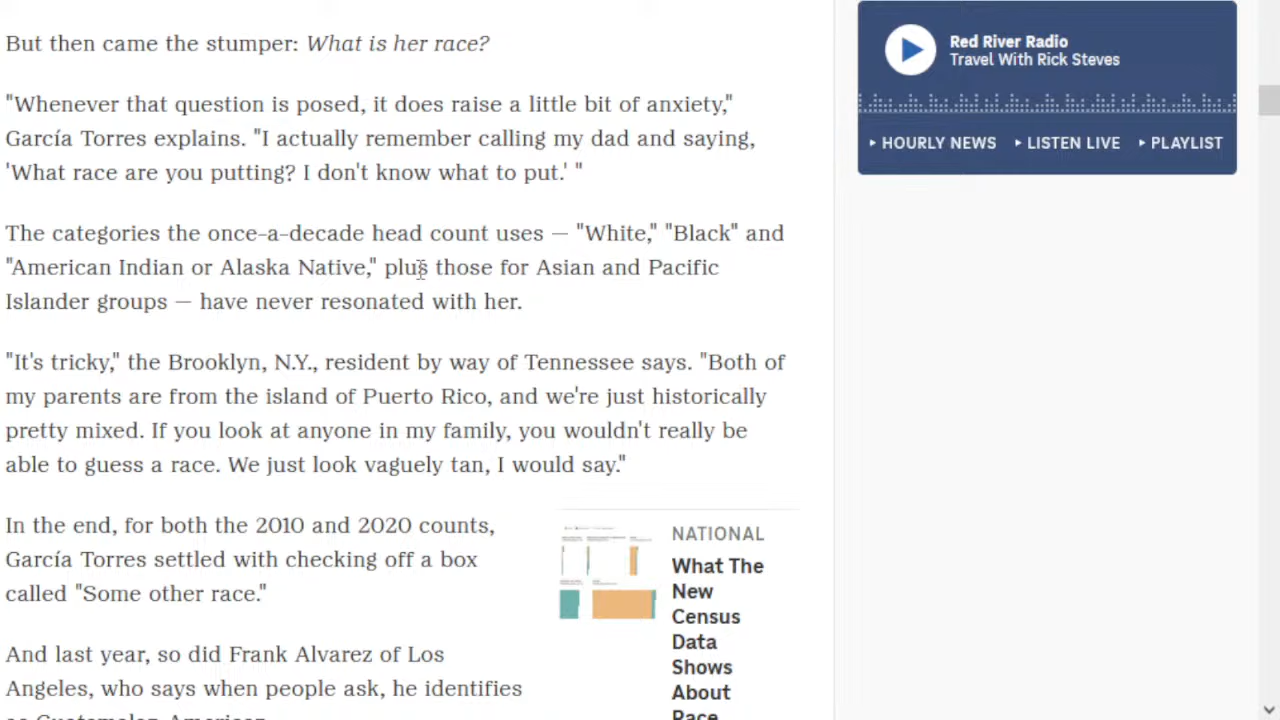 But then came the stumper: What is her race?
"Whenever that question is posed, it does raise a little bit of anxiety,"
García Torres explains. "I actually remember calling my dad and saying,
'What race are you putting? I don't know what to put.' "
The categories the once-a-decade head count uses — "White," "Black" and
"American Indian or Alaska Native," plus those for Asian and Pacific
Islander groups — have never resonated with her.
"It's tricky," the Brooklyn, N.Y., resident by way of Tennessee says. "Both of
my parents are from the island of Puerto Rico, and we're just historically
pretty mixed. If you look at anyone in my family, you wouldn't really be
able to guess a race. We just look vaguely tan, I would say."
In the end, for both the 2010 and 2020 counts,
García Torres settled with checking off a box
called "Some other race."
And last year, so did Frank Alvarez of Los
Angeles, who says when people ask, he identifies
as Guatemalan American.
NATIONAL
What The
New
Census
Data
Shows
About
Race
Red River Radio
Travel With Rick Steves
HOURLY NEWS
LISTEN LIVE
PLAYLIST